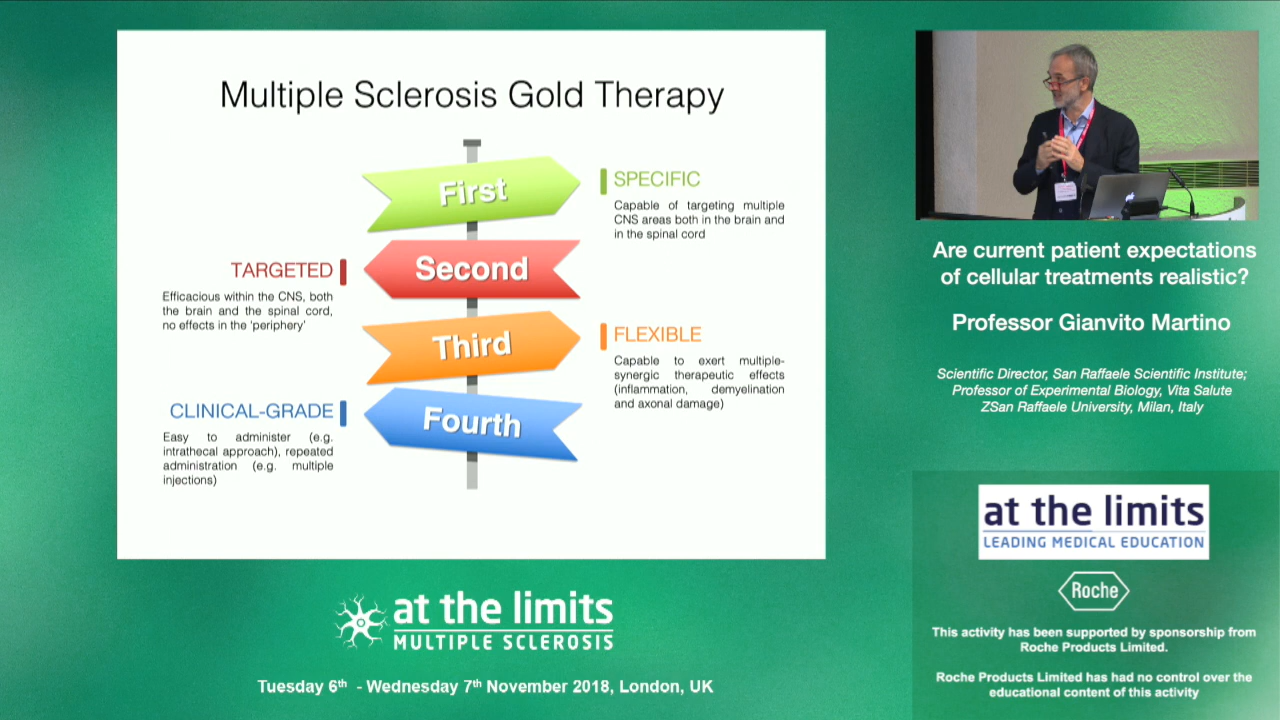 Multiple Sclerosis Gold Therapy
First
SPECIFIC
Capable of targeting multiple
CNS areas both in the brain and
in the spinal cord
Second
TARGETED
Efficacious within the CNS, both
the brain and the spinal cord,
no effects in the 'periphery'
Third
FLEXIBLE
Capable to exert multiple-
synergic therapeutic effects
(inflammation, demyelination
and axonal damage)
Fourth
CLINICAL-GRADE
Easy to administer (e.g.
intrathecal approach), repeated
administration (e.g. multiple
injections)
at the limits
MULTIPLE SCLEROSIS
Tuesday 6th - Wednesday 7th November 2018, London, UK
Are current patient expectations
of cellular treatments realistic?
Professor Gianvito Martino
Scientific Director, San Raffaele Scientific Institute;
Professor of Experimental Biology, Vita Salute
ZSan Raffaele University, Milan, Italy
at the limits
LEADING MEDICAL EDUCATION
Roche
This activity has been supported by sponsorship from
Roche Products Limited.
Roche Products Limited has had no control over the
educational content of this activity